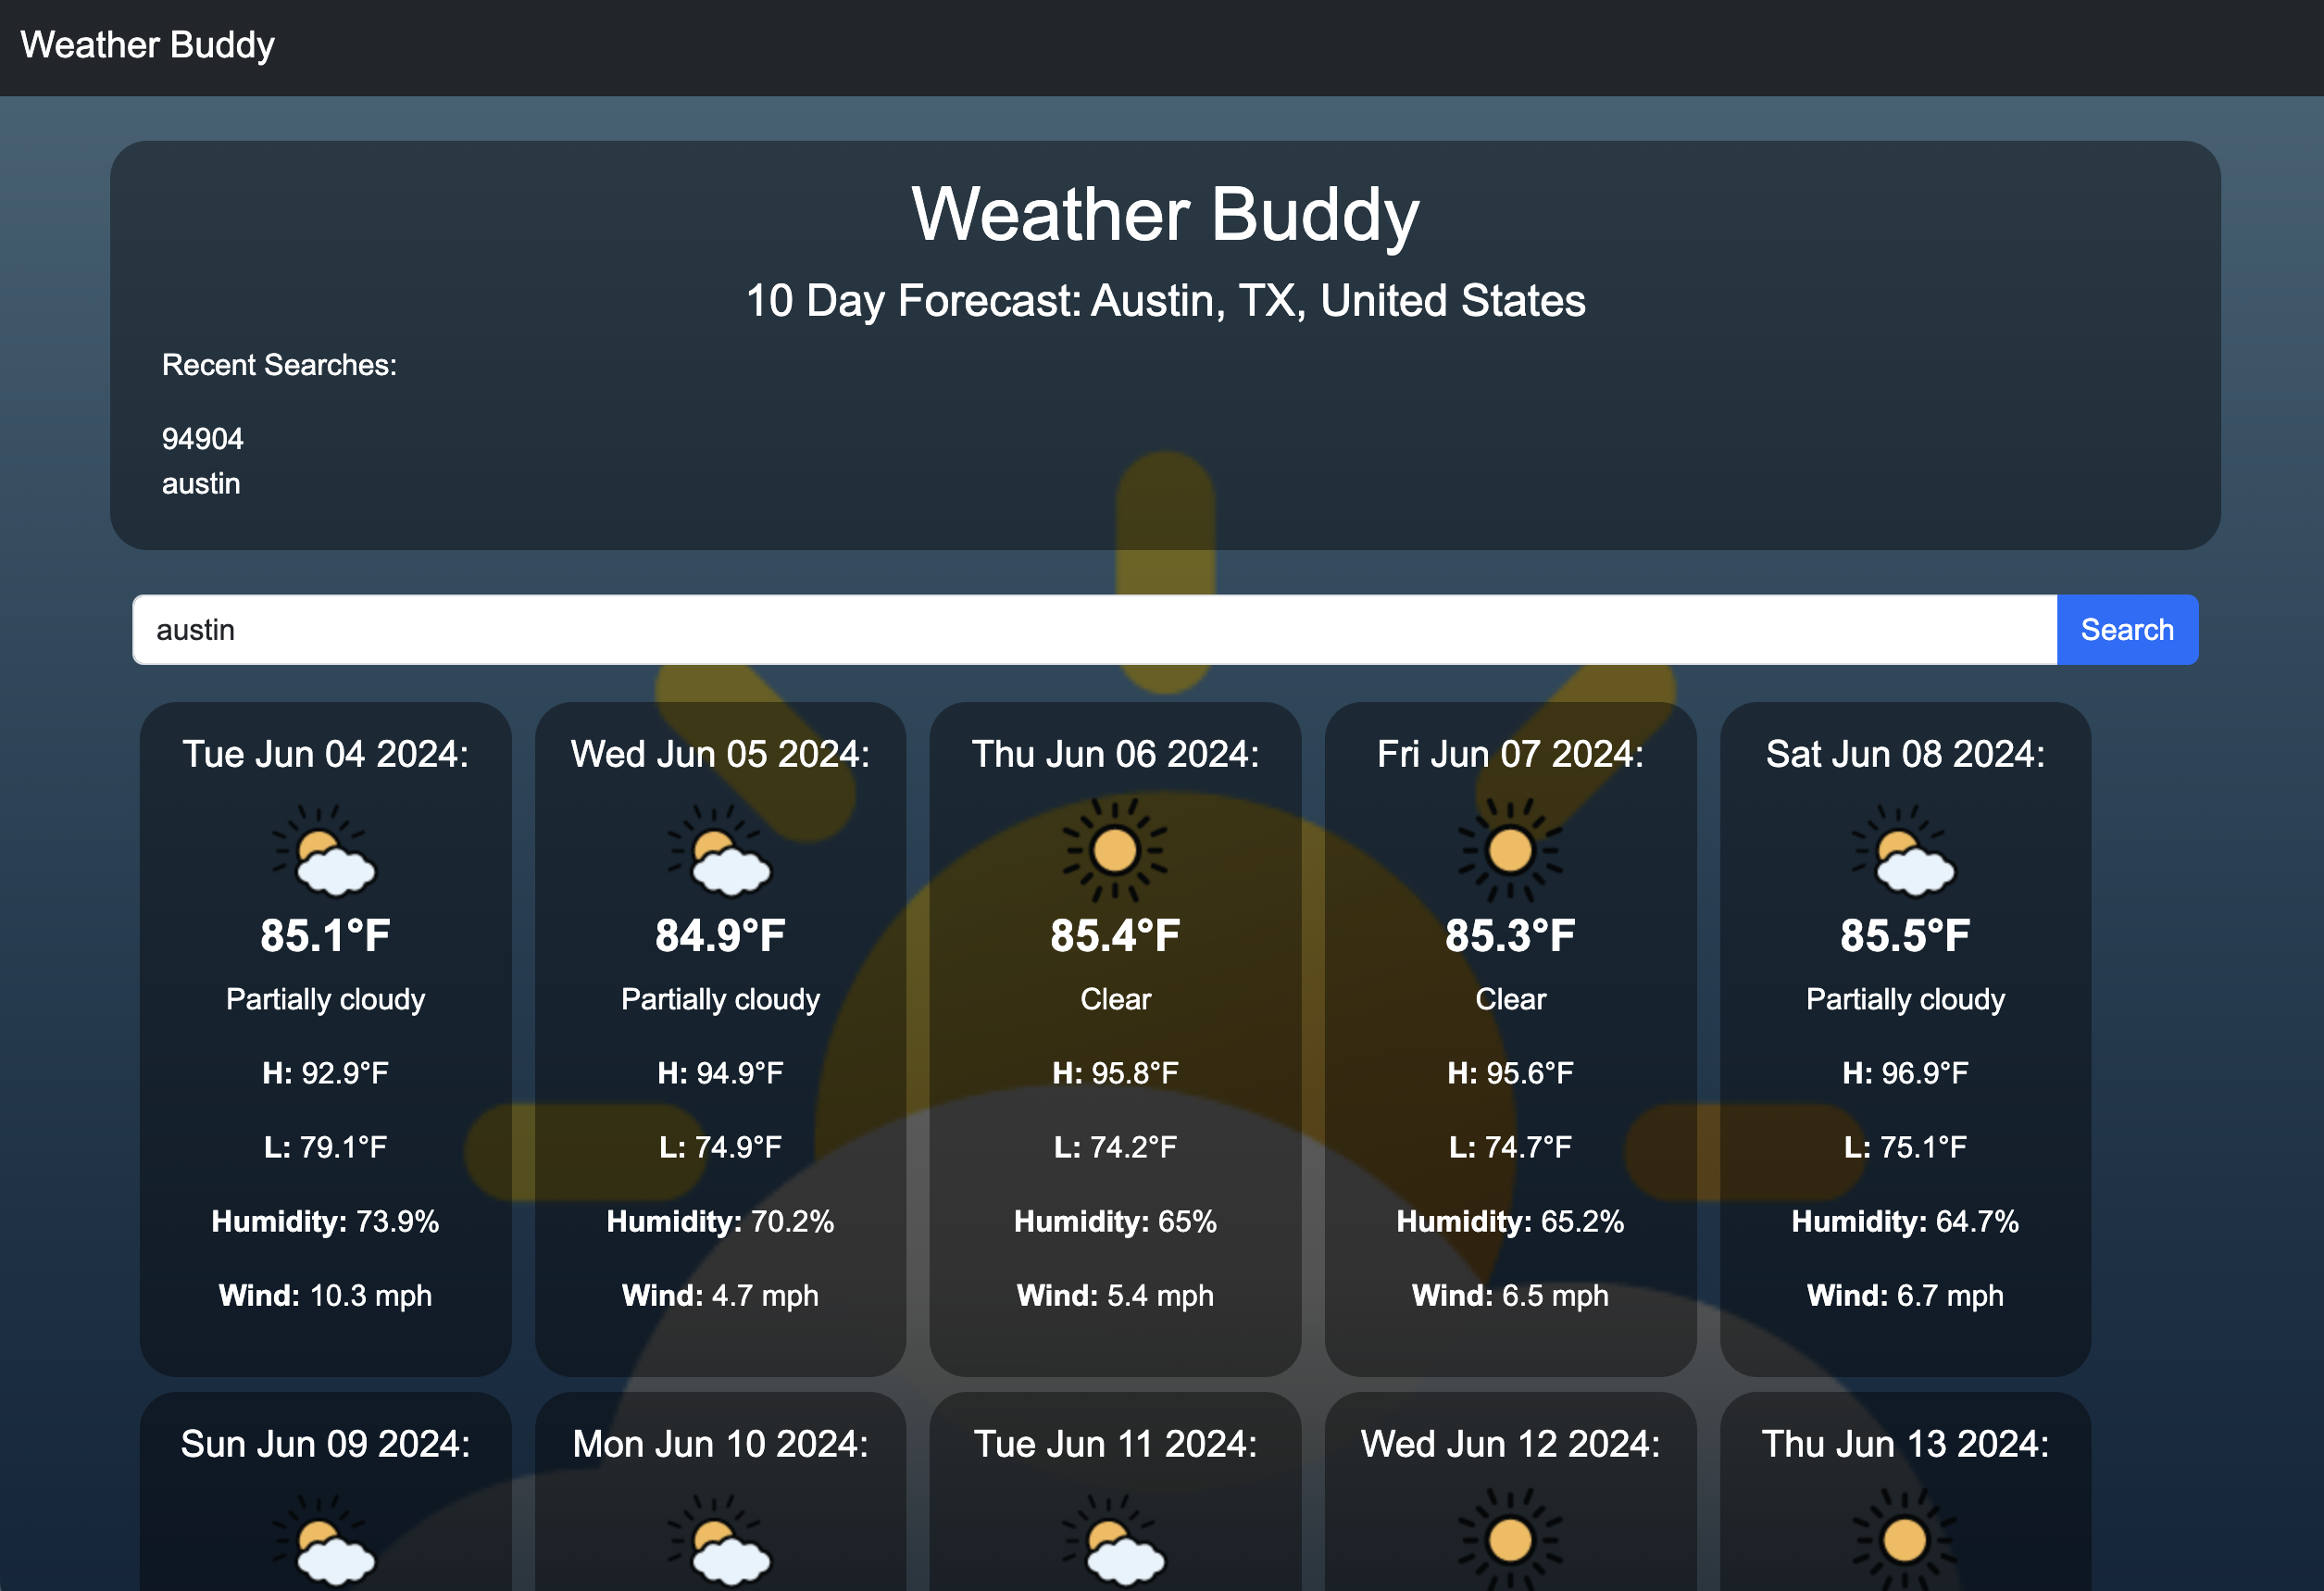 Weather Buddy
Weather Buddy
10 Day Forecast: Austin, TX, United States
Recent Searches:
94904
austin
austin
Search
Tue Jun 04 2024:
85.1°F
Partially cloudy
H: 92.9°F
L: 79.1°F
Humidity: 73.9%
Wind: 10.3 mph
Wed Jun 05 2024:
84.9°F
Partially cloudy
H: 94.9°F
L: 74.9°F
Humidity: 70.2%
Wind: 4.7 mph
Thu Jun 06 2024:
85.4°F
Clear
H: 95.8°F
L: 74.2°F
Humidity: 65%
Wind: 5.4 mph
Fri Jun 07 2024:
85.3°F
Clear
H: 95.6°F
L: 74.7°F
Humidity: 65.2%
Wind: 6.5 mph
Sat Jun 08 2024:
85.5°F
Partially cloudy
H: 96.9°F
L: 75.1°F
Humidity: 64.7%
Wind: 6.7 mph
Sun Jun 09 2024:
Mon Jun 10 2024:
Tue Jun 11 2024:
Wed Jun 12 2024:
Thu Jun 13 2024: